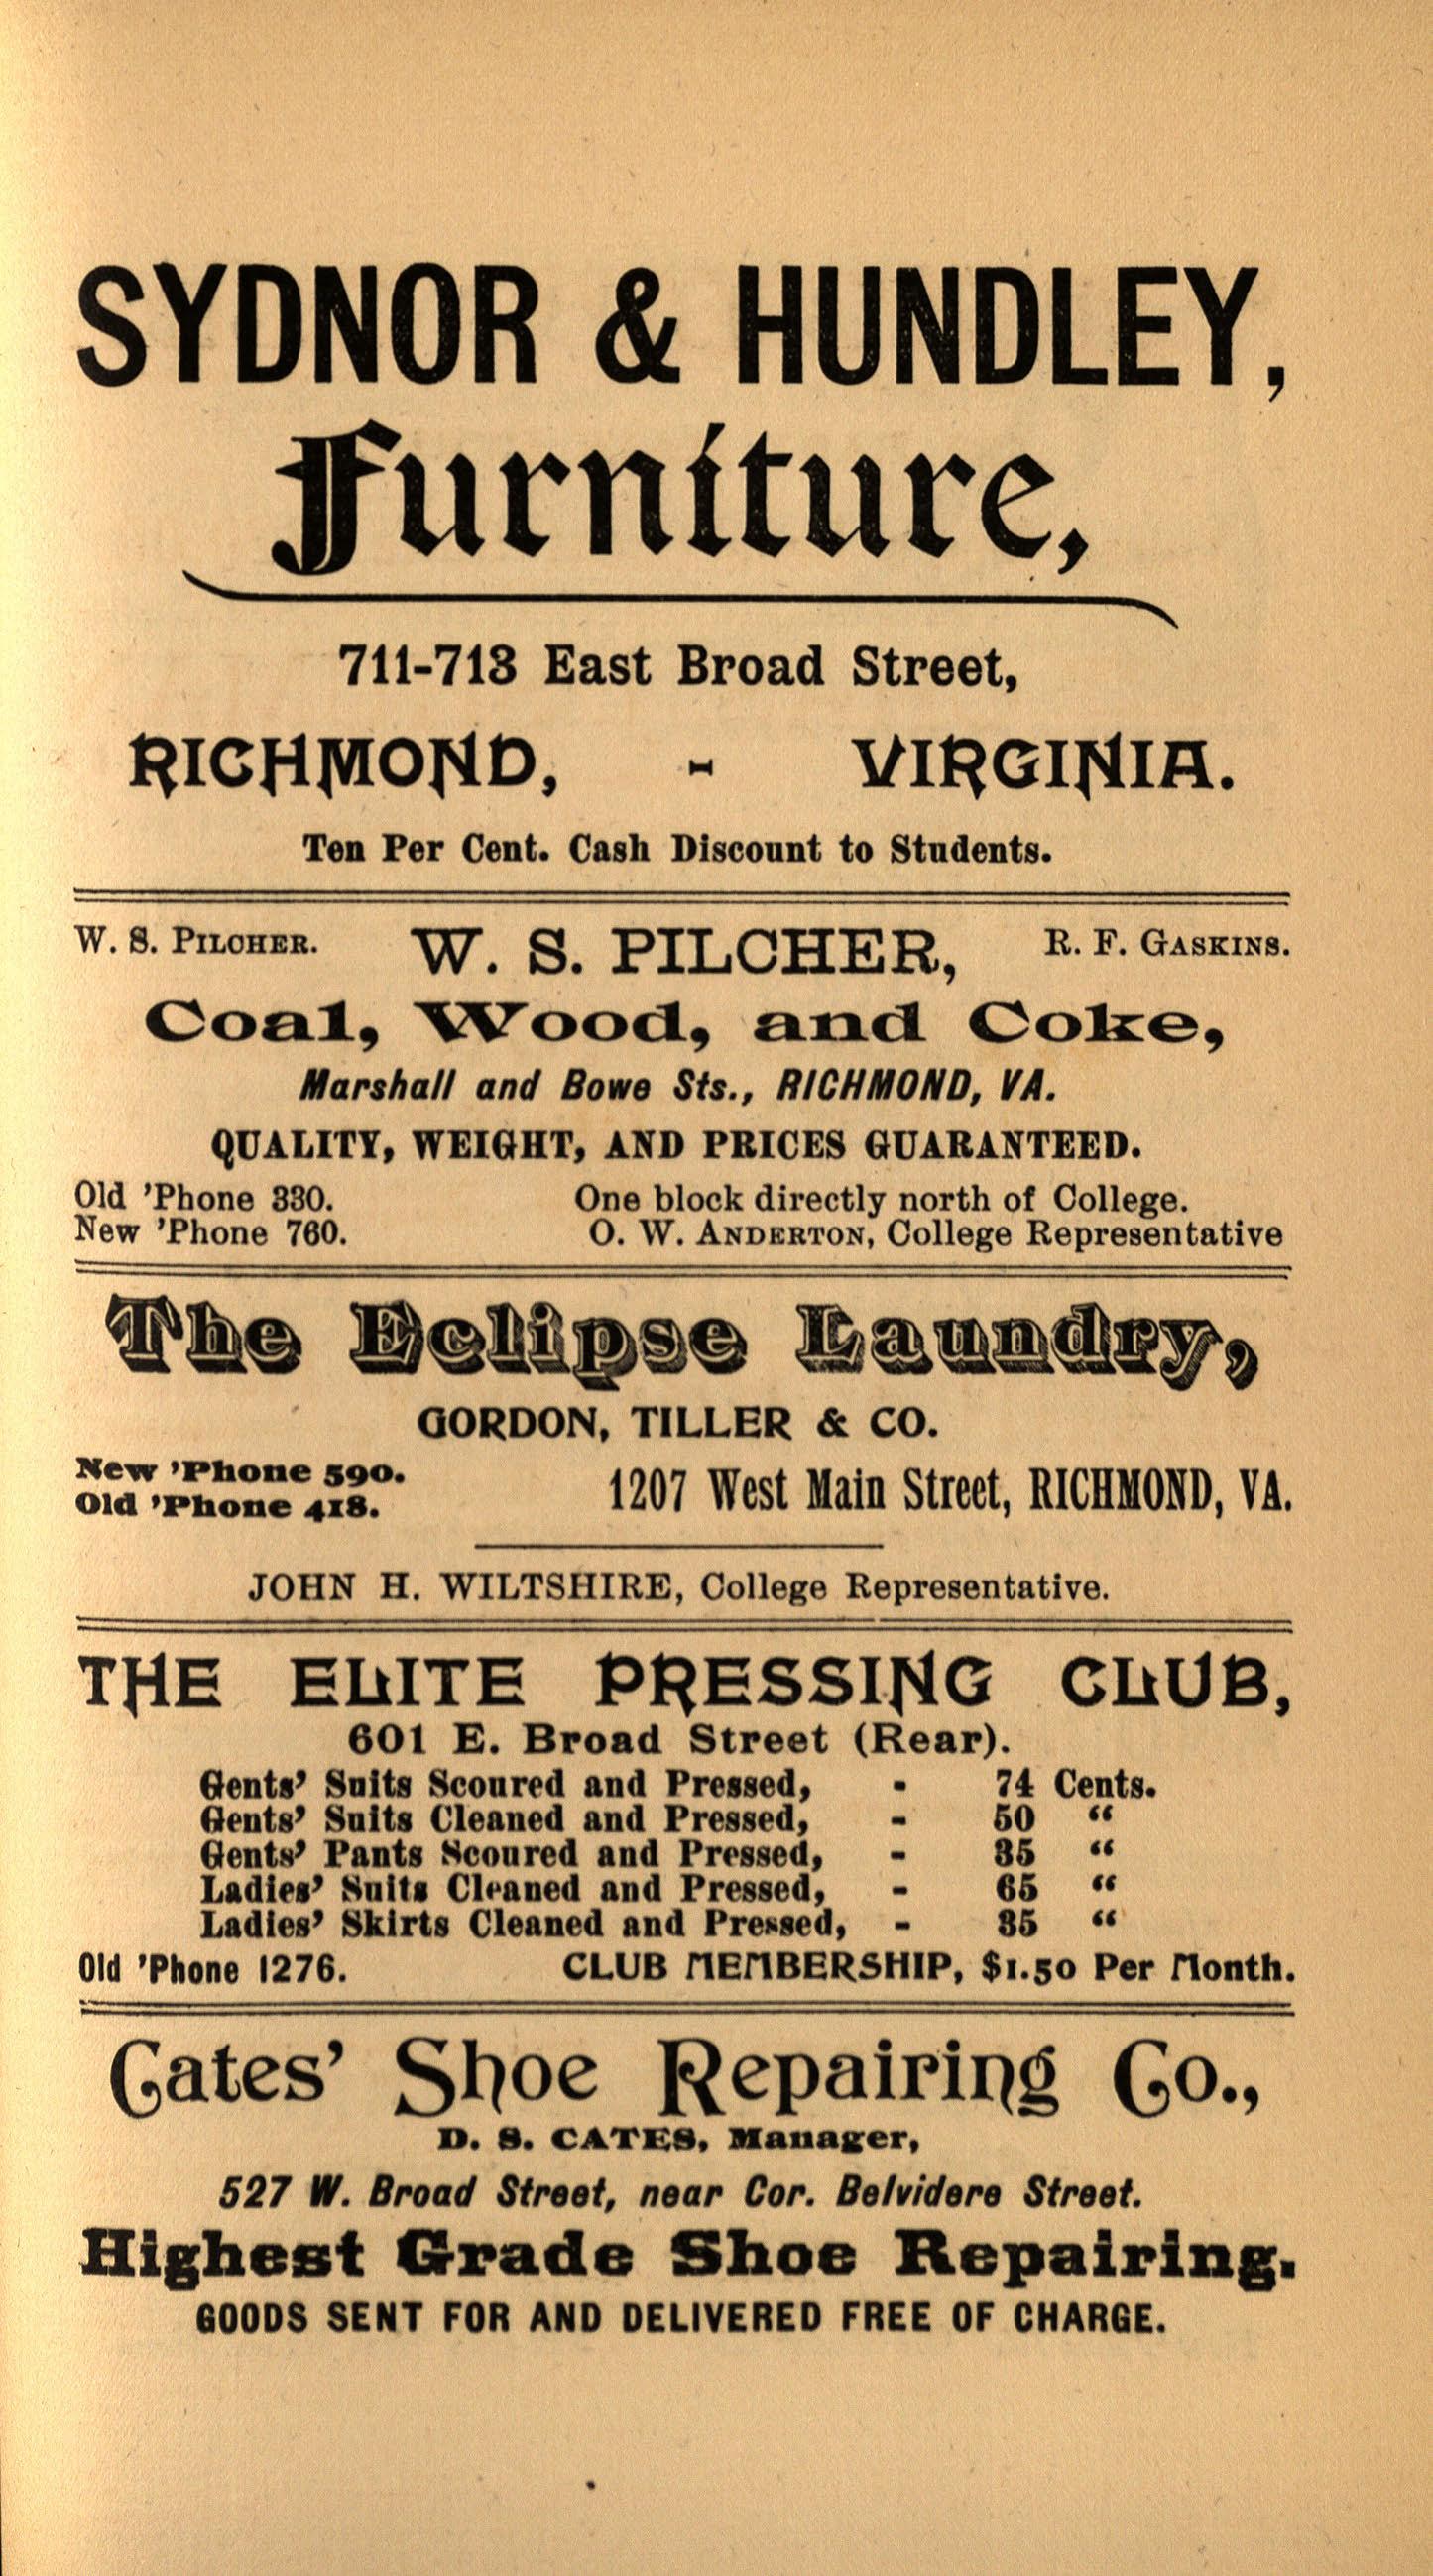 SYDNOR & HUNDLEY,
Furniture,
711-713 East Broad Street,
RICHMOND, - VIRGINIA.
Ten Per Cent. Cash Discount to Students.
W. S. PILCHER. W. S. PILCHER, R. F. GASKINS.
Coal, Wood, and Coke,
Marshall and Bowe Sts., RICHMOND, VA.
QUALITY, WEIGHT, AND PRICES GUARANTEED.
Old 'Phone 330. One block directly north of College.
New 'Phone 760. O. W. ANDERTON, College Representative
The Eclipse Laundry,
GORDON, TILLER & CO.
New 'Phone 590.
Old 'Phone 418.
1207 West Main Street, RICHMOND, VA.
JOHN H. WILTSHIRE, College Representative.
THE ELITE PRESSING CLUB,
601 E. Broad Street (Rear).
Gents' Suits Scoured and Pressed, - 74 Cents.
Gents' Suits Cleaned and Pressed, - 50 "
Gents' Pants Scoured and Pressed, - 35 "
Ladies' Suits Cleaned and Pressed, - 65 "
Ladies' Skirts Cleaned and Pressed, - 35 "
Old 'Phone 1276. CLUB MEMBERSHIP, $1.50 Per Month.
Cates' Shoe Repairing Co.,
D. S. CATES, Manager,
527 W. Broad Street, near Cor. Belvidere Street.
Highest Grade Shoe Repairing.
GOODS SENT FOR AND DELIVERED FREE OF CHARGE.